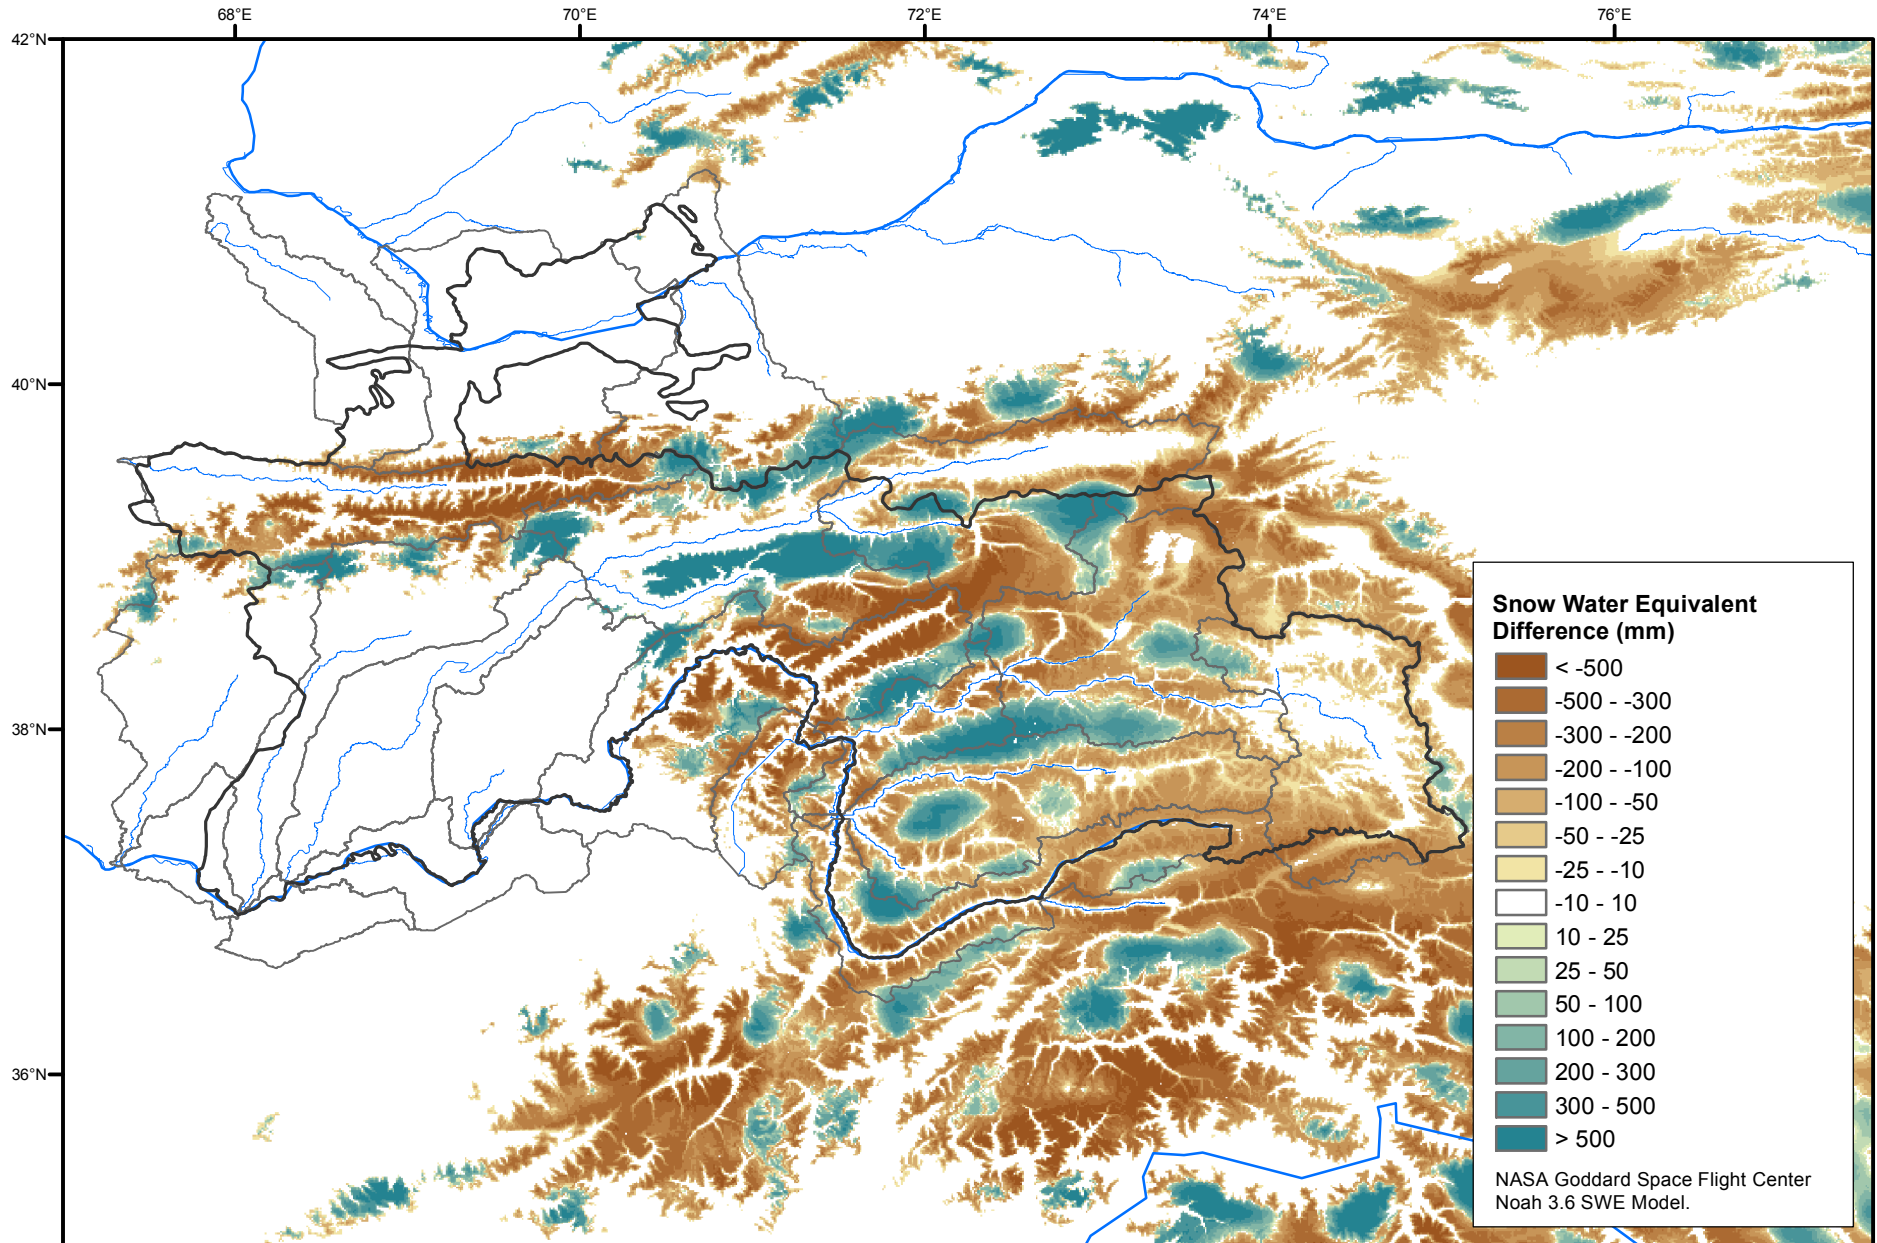 68°E
70°E
72°E
74°E
76°E
42°N
40°N
38°N
36°N
Snow Water Equivalent
Difference (mm)
< -500
-500 - -300
-300 - -200
-200 - -100
-100 - -50
-50 - -25
-25 - -10
-10 - 10
10 - 25
25 - 50
50 - 100
100 - 200
200 - 300
300 - 500
> 500
NASA Goddard Space Flight Center
Noah 3.6 SWE Model.